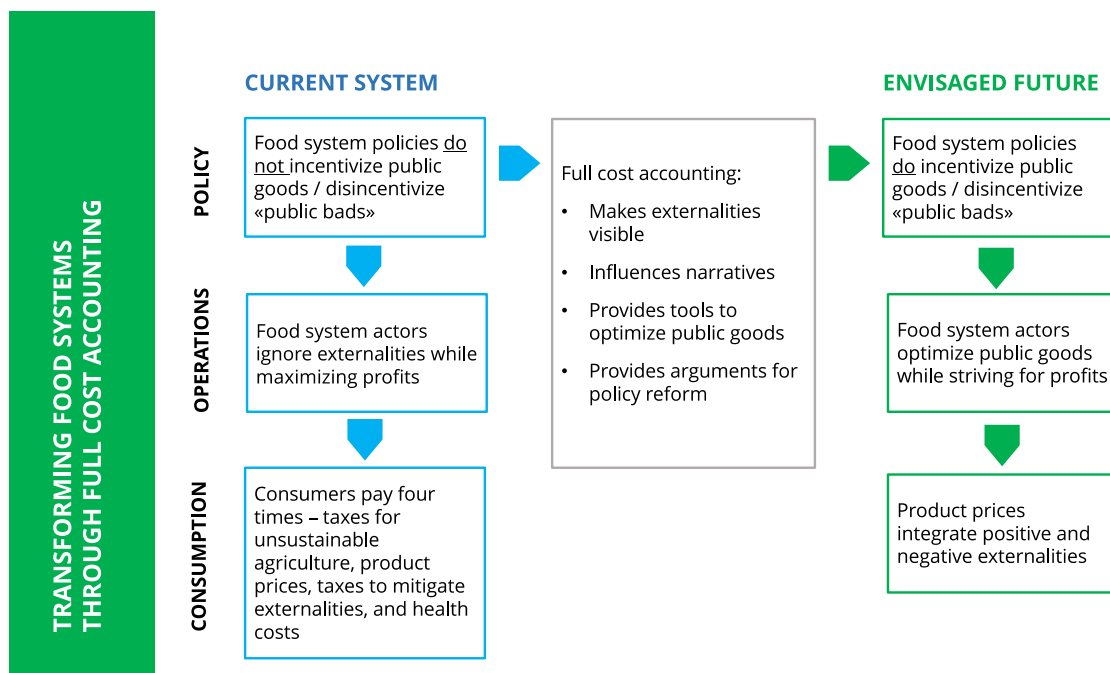 TRANSFORMING FOOD SYSTEMS
THROUGH FULL COST ACCOUNTING
CURRENT SYSTEM
ENVISAGED FUTURE
POLICY
Food system policies do
not incentivize public
goods / disincentivize
«public bads»
Full cost accounting:
• Makes externalities
visible
• Influences narratives
• Provides tools to
optimize public goods
• Provides arguments for
policy reform
Food system policies
do incentivize public
goods / disincentivize
«public bads»
OPERATIONS
Food system actors
ignore externalities while
maximizing profits
Food system actors
optimize public goods
while striving for profits
CONSUMPTION
Consumers pay four
times – taxes for
unsustainable
agriculture, product
prices, taxes to mitigate
externalities, and health
costs
Product prices
integrate positive and
negative externalities